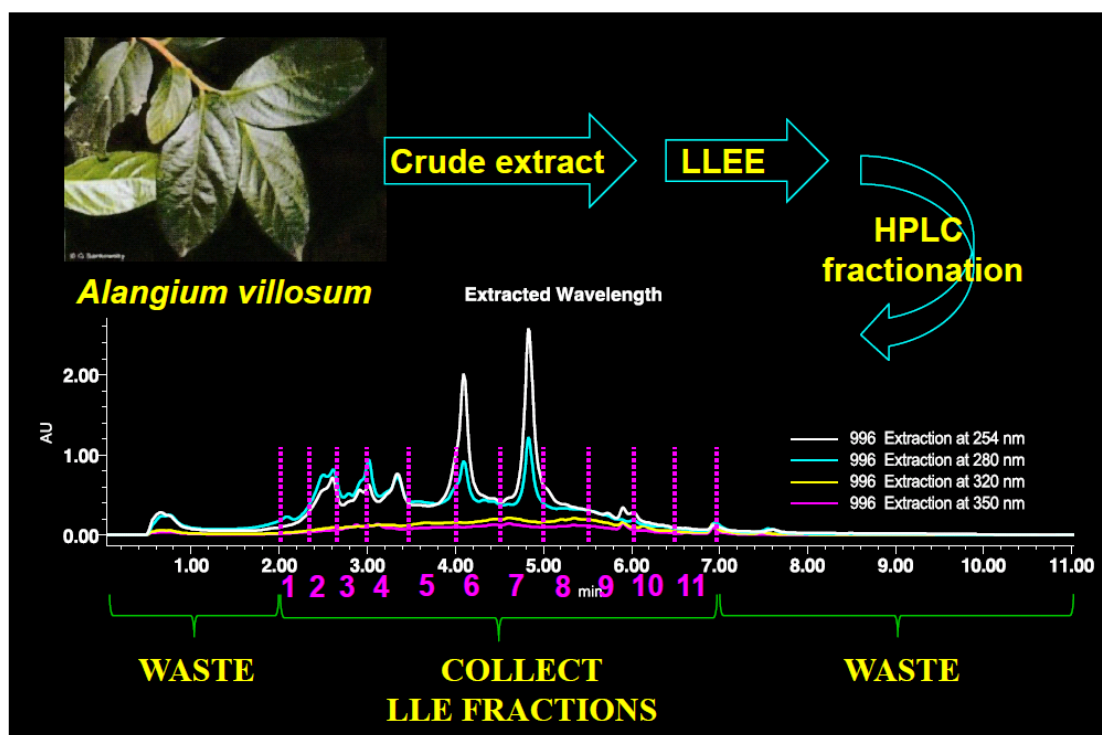 © G. Sankowsky
Crude extract
LLEE
HPLC
fractionation
Alangium villosum
Extracted Wavelength
AU
2.00
1.00
0.00
996 Extraction at 254 nm
996 Extraction at 280 nm
996 Extraction at 320 nm
996 Extraction at 350 nm
1.00 2.00 3.00 4.00 5.00 6.00 7.00 8.00 9.00 10.00 11.00
1 2 3 4 5 6 7 8 min 9 10 11
WASTE
COLLECT
LLE FRACTIONS
WASTE